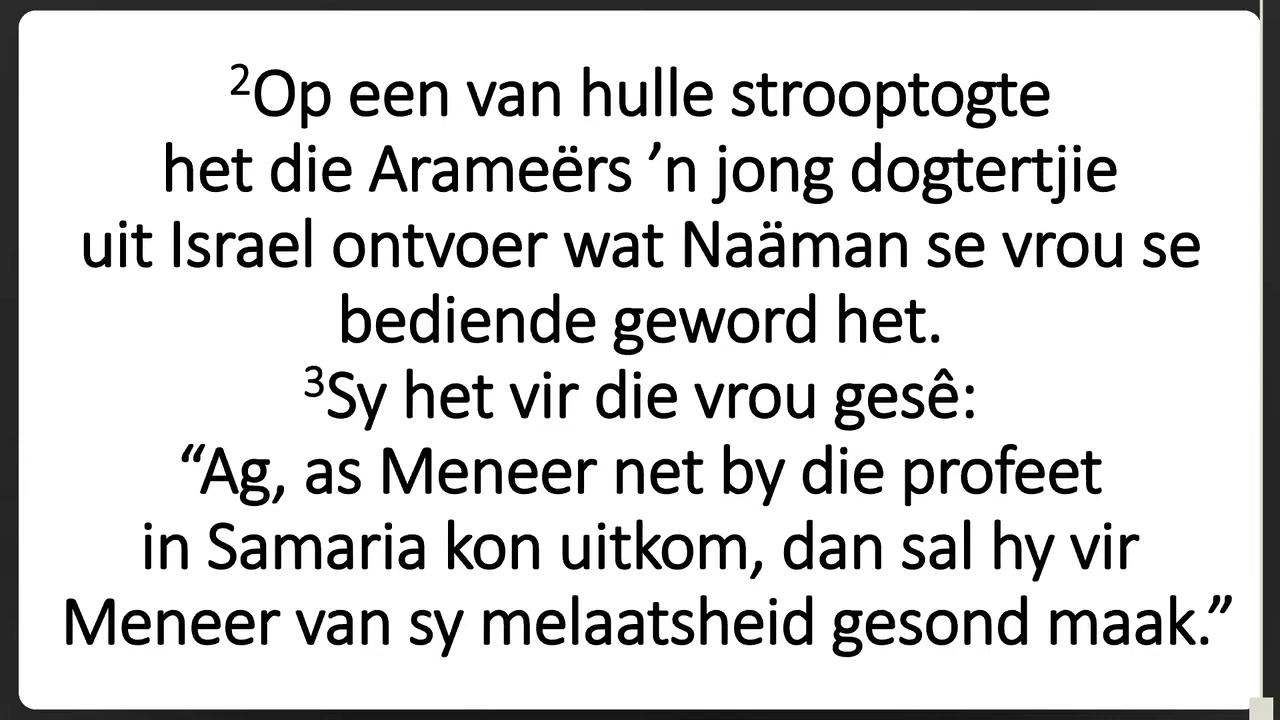 ²Op een van hulle strooptogte
het die Arameërs ’n jong dogtertjie
uit Israel ontvoer wat Naäman se vrou se
bediende geword het.
³Sy het vir die vrou gesê:
“Ag, as Meneer net by die profeet
in Samaria kon uitkom, dan sal hy vir
Meneer van sy melaatsheid gesond maak.”